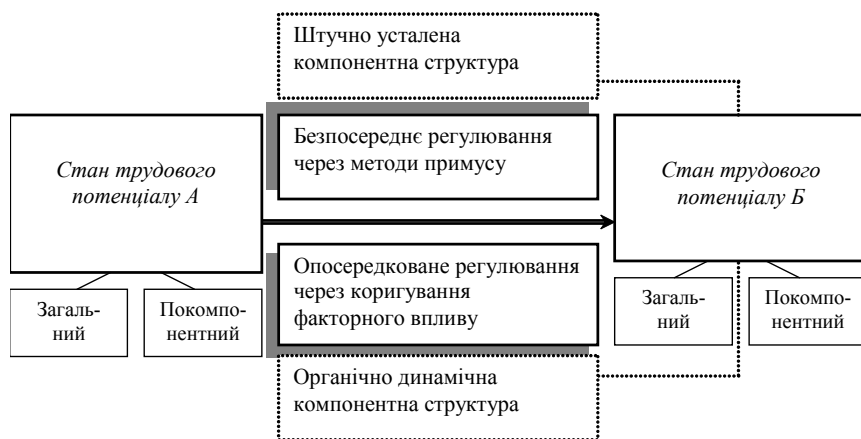 Штучно усталена
компонентна структура
Безпосереднє регулювання
через методи примусу
Стан трудового
потенціалу А
Стан трудового
потенціалу Б
Опосередковане регулювання
через коригування
факторного впливу
Загаль-
ний
Покомпо-
нентний
Загаль-
ний
Покомпо-
нентний
Органічно динамічна
компонентна структура